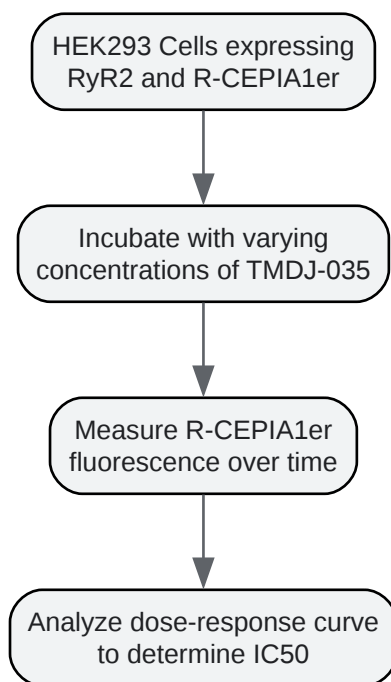 HEK293 Cells expressing
RyR2 and R-CEPIA1er
Incubate with varying
concentrations of TMDJ-035
Measure R-CEPIA1er
fluorescence over time
Analyze dose-response curve
to determine IC50